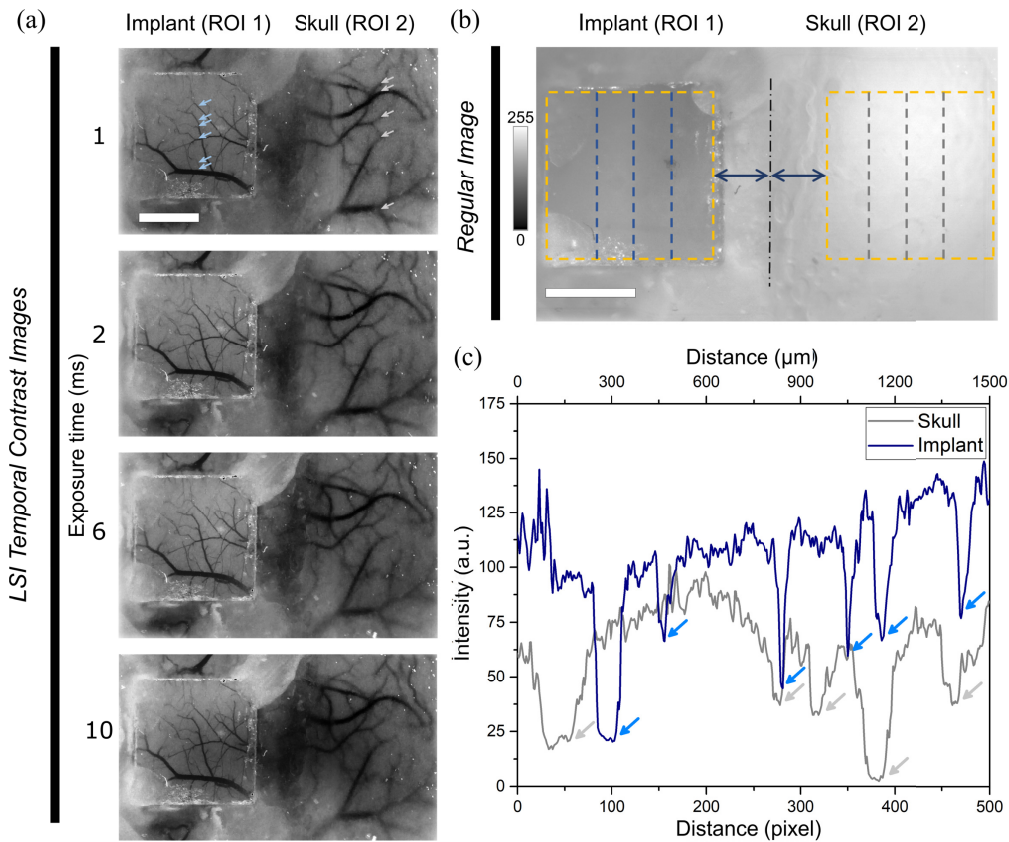 (a)
Implant (ROI 1)
Skull (ROI 2)
LSI Temporal Contrast Images
Exposure time (ms)
1
2
6
10
(b)
Implant (ROI 1)
Skull (ROI 2)
Regular Image
255
0
(c)
Distance (µm)
0 300 600 900 1200 1500
Intensity (a.u.)
175
150
125
100
75
50
25
0
Skull
Implant
0 100 200 300 400 500
Distance (pixel)